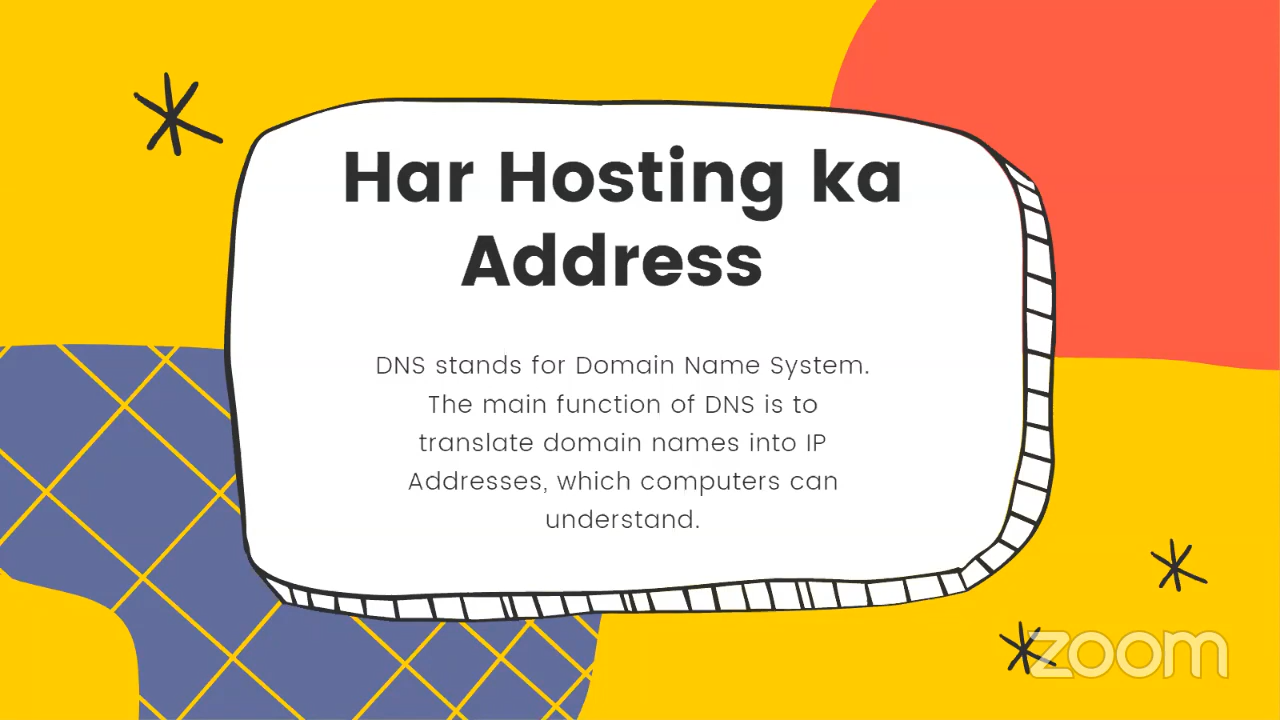 Har Hosting ka
Address
DNS stands for Domain Name System.
The main function of DNS is to
translate domain names into IP
Addresses, which computers can
understand.
zoom